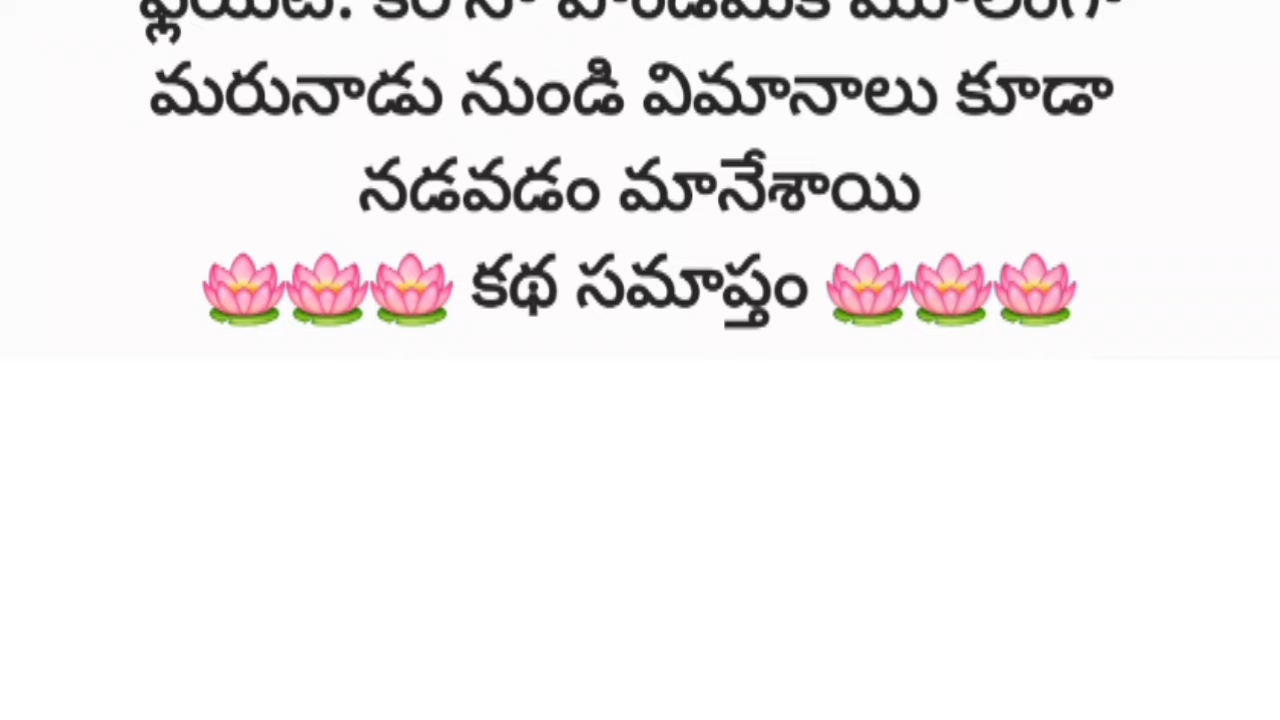 మరునాడు నుండి విమానాలు కూడా
నడవడం మానేశాయి
🪷🪷🪷 కథ సమాప్తం 🪷🪷🪷